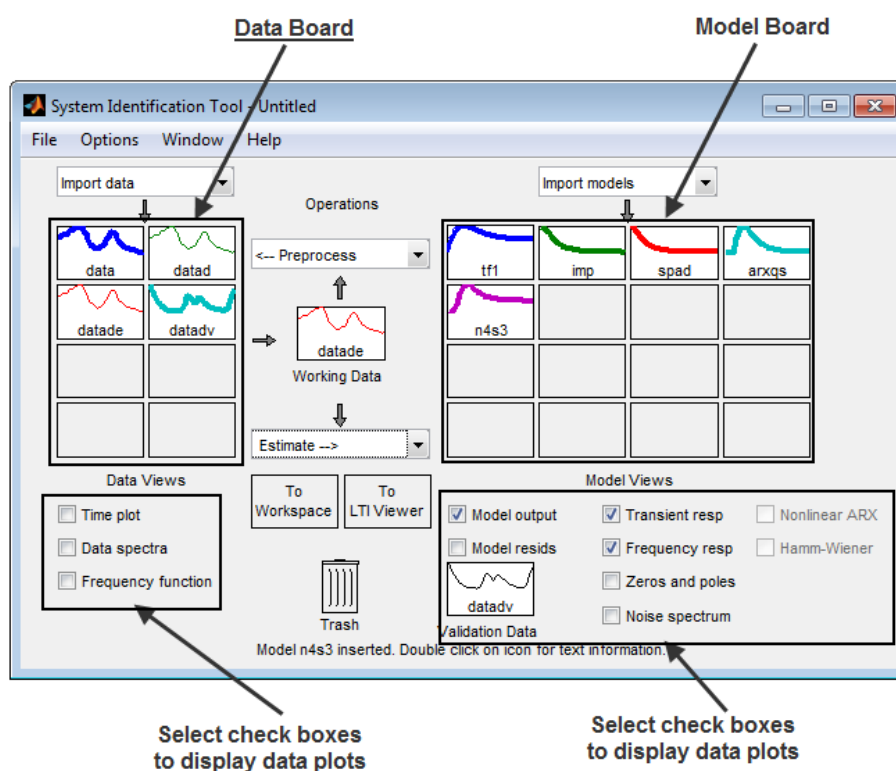 Data Board
Model Board
System Identification Tool - Untitled
File Options Window Help
Import data
Import models
Operations
data
datad
<-- Preprocess
tf1
imp
spad
arxqs
datade
datadv
n4s3
datade
Working Data
Estimate -->
Data Views
To
Workspace
To
LTI Viewer
Model Views
Time plot
Data spectra
Frequency function
Model output
Transient resp
Nonlinear ARX
Model resids
Frequency resp
Hamm-Wiener
Zeros and poles
datadv
Noise spectrum
Trash
Validation Data
Model n4s3 inserted. Double click on icon for text information.
Select check boxes
to display data plots
Select check boxes
to display data plots